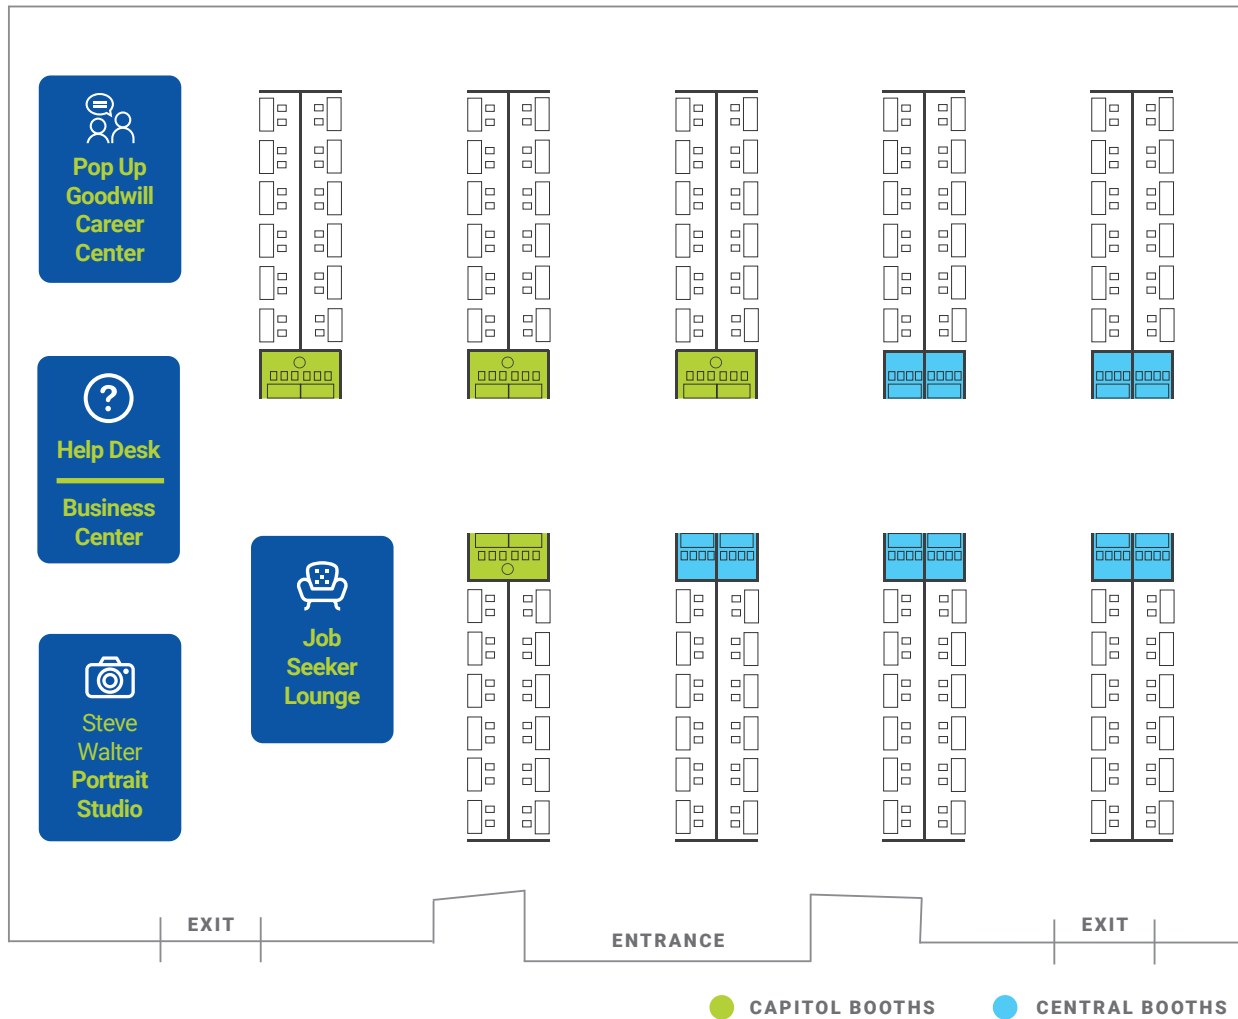 Pop Up
Goodwill
Career
Center
?
Help Desk
Business
Center
Job
Seeker
Lounge
Steve
Walter
Portrait
Studio
EXIT
ENTRANCE
EXIT
CAPITOL BOOTHS
CENTRAL BOOTHS